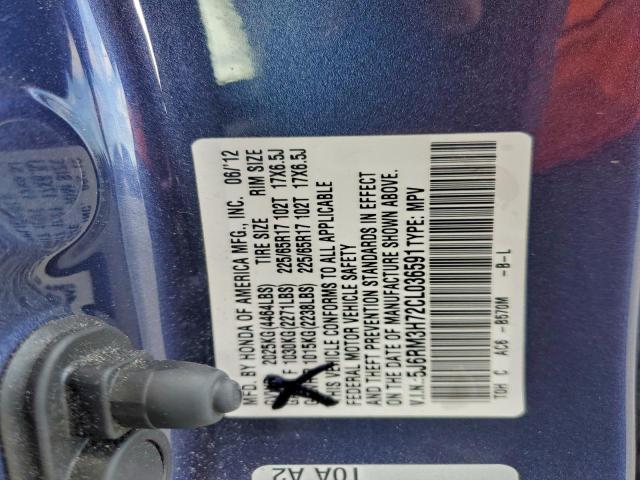 MFD. BY HONDA OF AMERICA MFG., INC. 06/12
2025KG(4464LBS) TIRE SIZE RIM SIZE
F 1030KG(2271LBS) 225/65R17 102T 17X6.5J
1015KG(2238LBS) 225/65R17 102T 17X6.5J
THIS VEHICLE CONFORMS TO ALL APPLICABLE
FEDERAL MOTOR VEHICLE SAFETY
AND THEFT PREVENTION STANDARDS IN EFFECT
ON THE DATE OF MANUFACTURE SHOWN ABOVE.
V.I.N.:5J6RM3H72CL036591 TYPE: MPV
TOH C AC6 -B570M -B-L
TOA A2